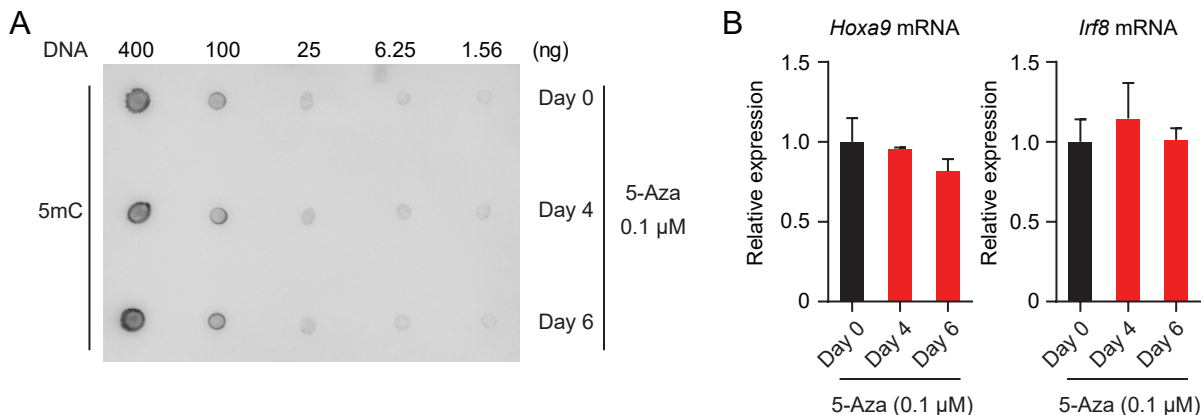 A
DNA 400 100 25 6.25 1.56 (ng)
5mC
Day 0
Day 4
Day 6
5-Aza
0.1 µM
B
Hoxa9 mRNA
Relative expression
1.5
1.0
0.5
0
Day 0 Day 4 Day 6
5-Aza (0.1 µM)
Irf8 mRNA
Relative expression
1.5
1.0
0.5
0
Day 0 Day 4 Day 6
5-Aza (0.1 µM)